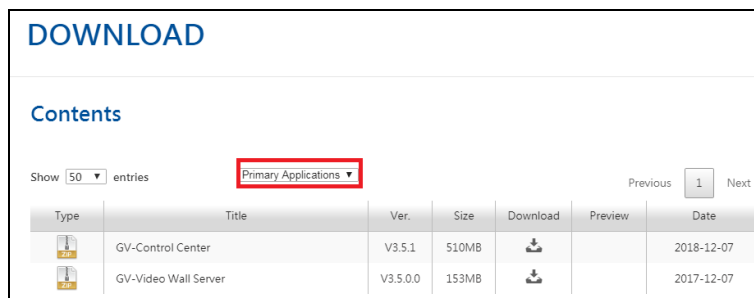 DOWNLOAD
Contents
Show 50 ▼ entries Primary Applications ▼ Previous 1 Next
Type Title Ver. Size Download Preview Date
ZIP GV-Control Center V3.5.1 510MB 2018-12-07
ZIP GV-Video Wall Server V3.5.0.0 153MB 2017-12-07